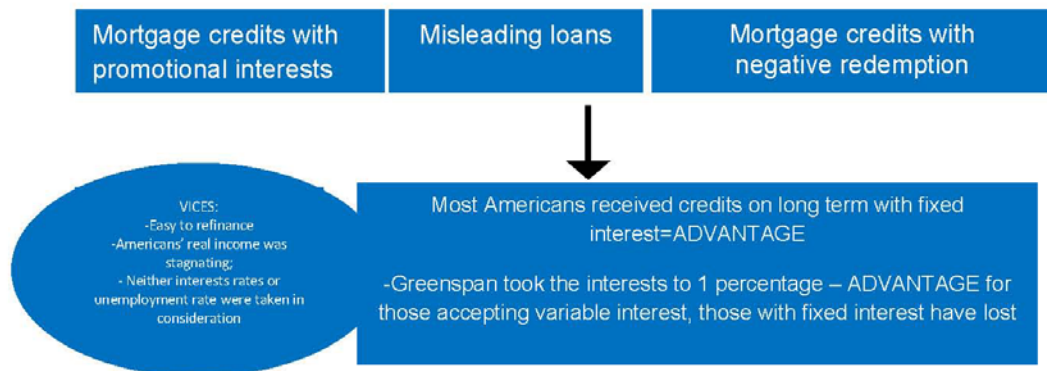 Mortgage credits with
promotional interests
Misleading loans
Mortgage credits with
negative redemption
VICES:
-Easy to refinance
-Americans' real income was
stagnating;
- Neither interests rates or
unemployment rate were taken in
consideration
Most Americans received credits on long term with fixed
interest=ADVANTAGE
-Greenspan took the interests to 1 percentage – ADVANTAGE for
those accepting variable interest, those with fixed interest have lost